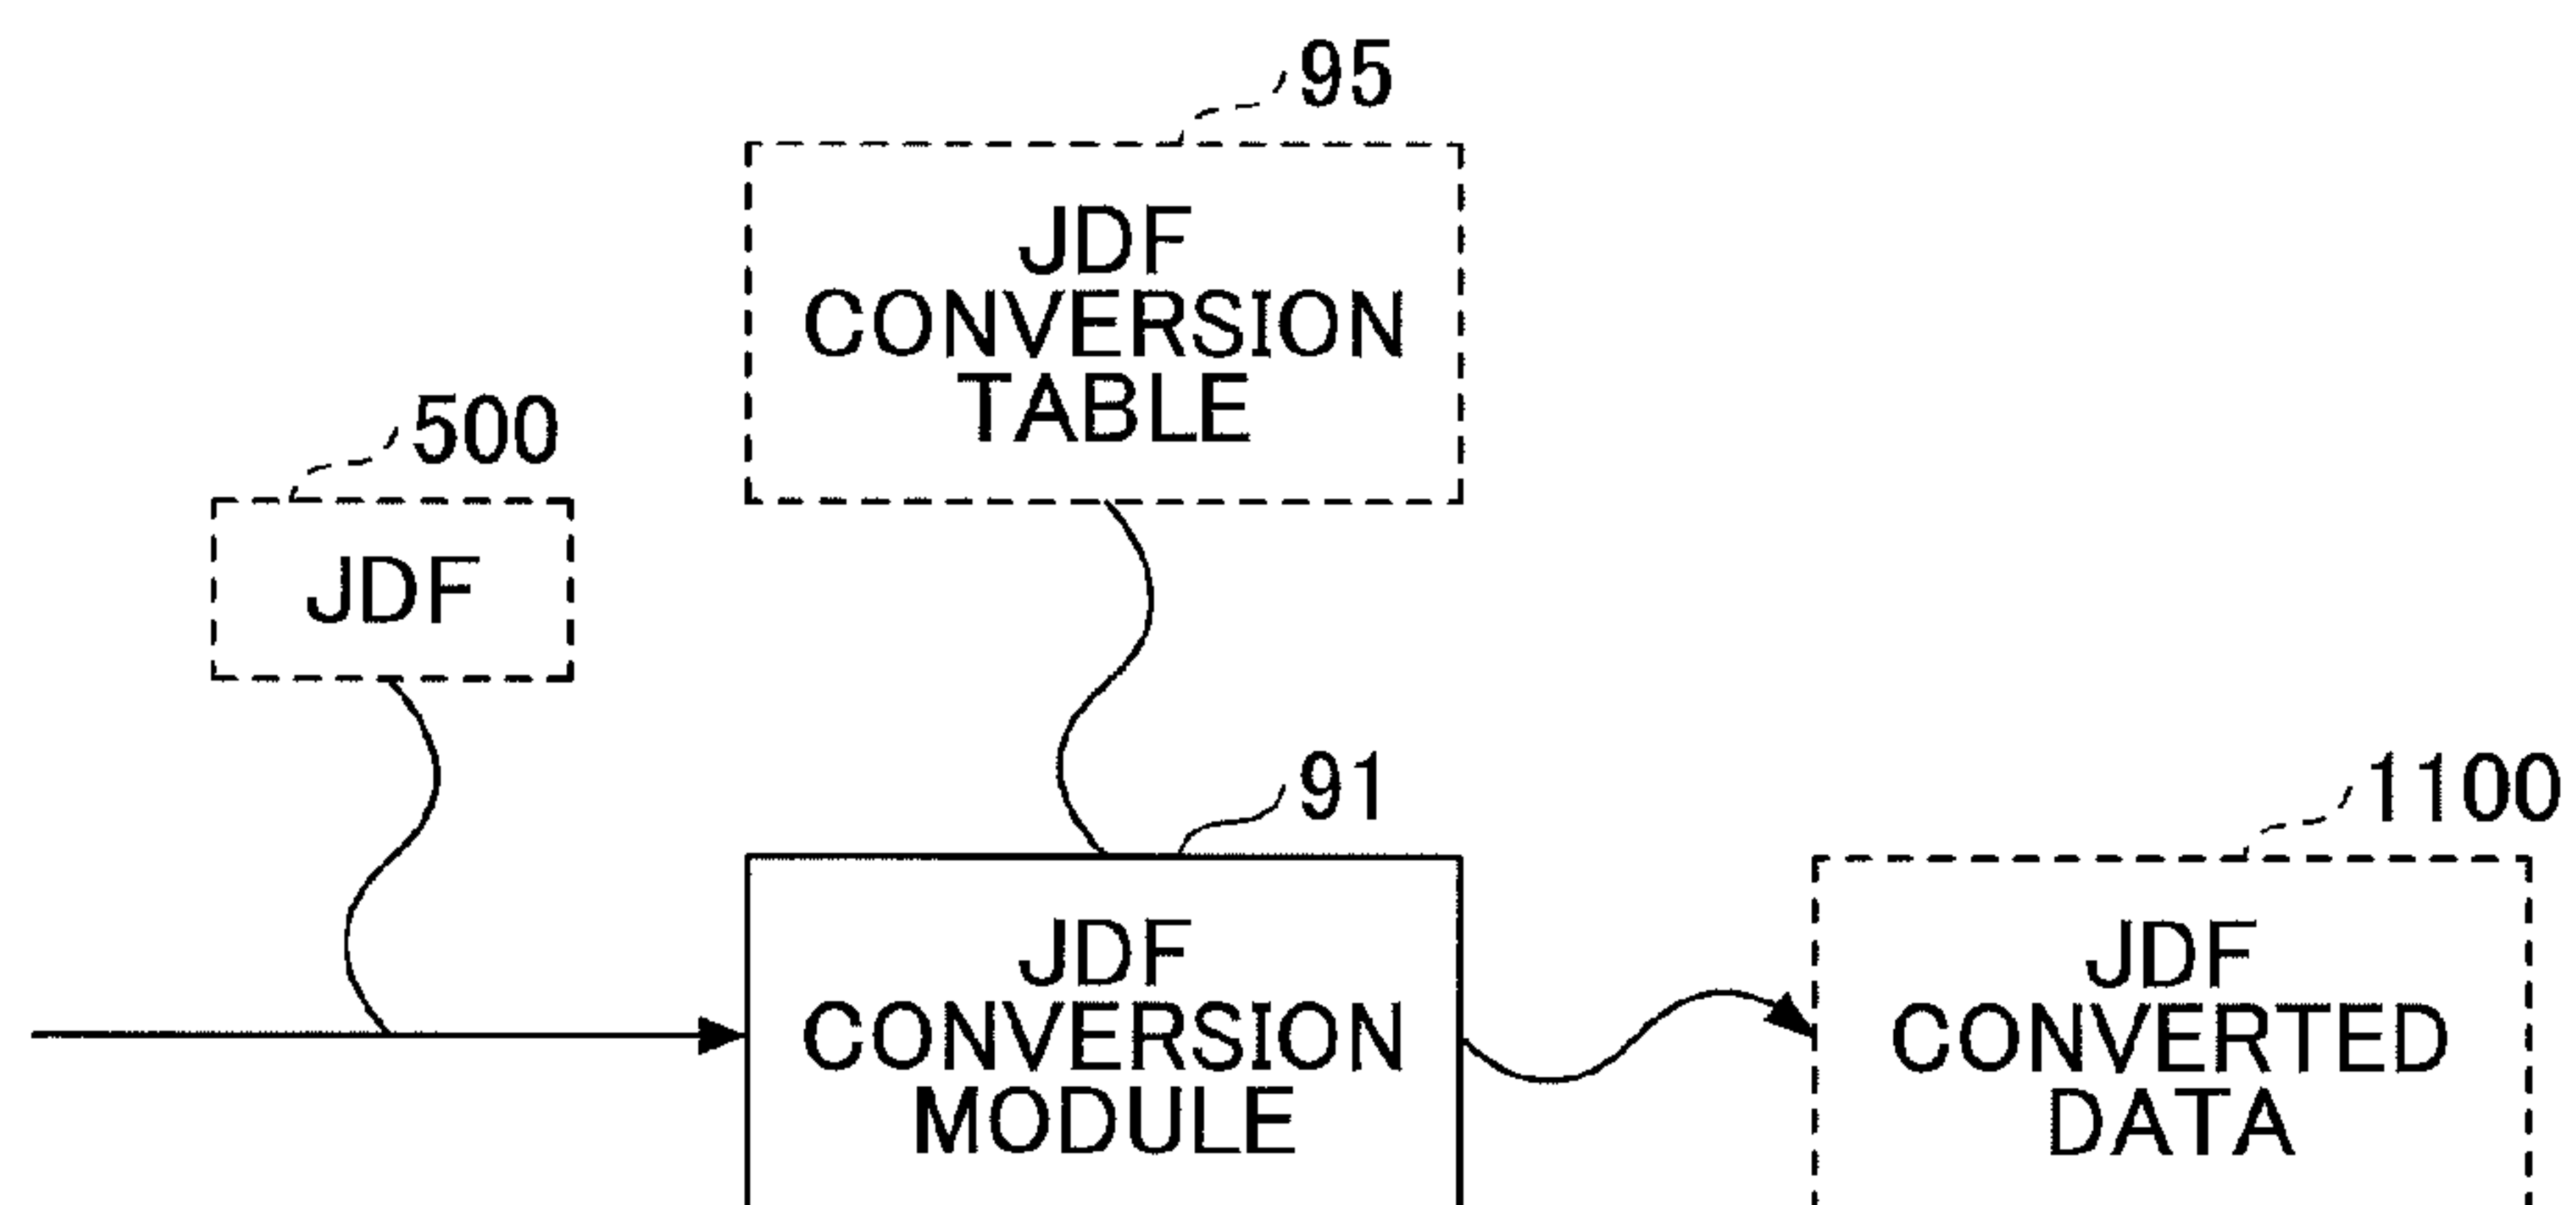 95
JDF
CONVERSION
TABLE
500
JDF
91
JDF
CONVERSION
MODULE
1100
JDF
CONVERTED
DATA